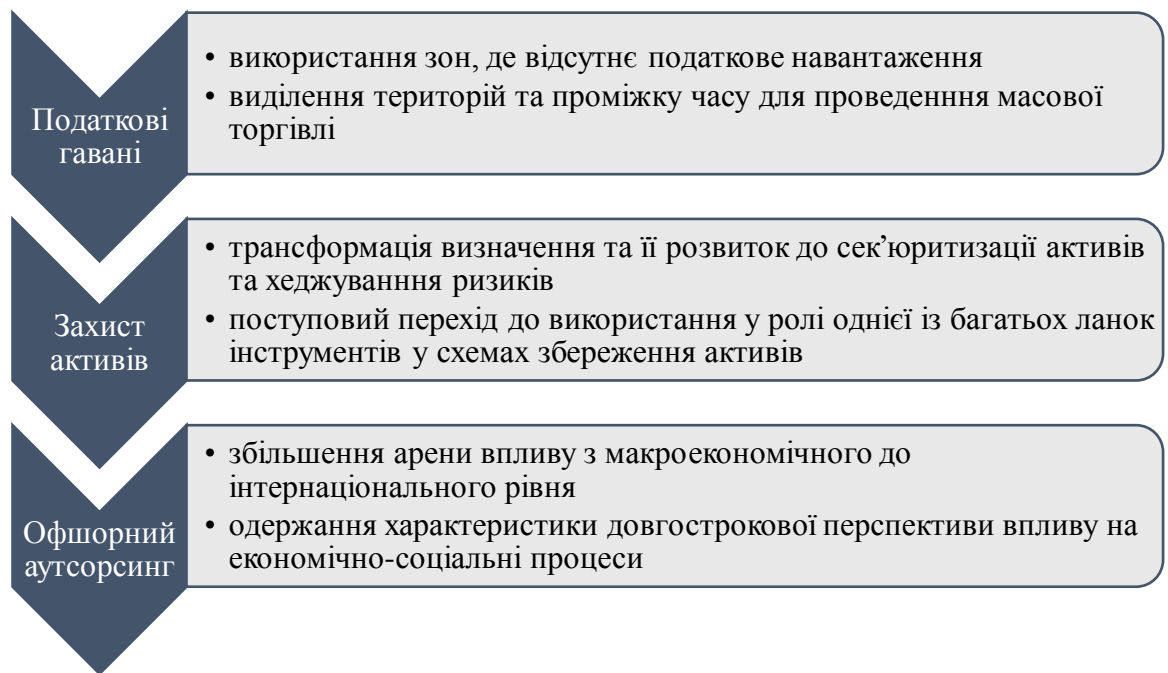 Податкові
гавані
• використання зон, де відсутнє податкове навантаження
• виділення територій та проміжку часу для проведенння масової
торгівлі
Захист
активів
• трансформація визначення та її розвиток до сек’юритизації активів
та хеджуванння ризиків
• поступовий перехід до використання у ролі однієї із багатьох ланок
інструментів у схемах збереження активів
Офшорний
аутсорсинг
• збільшення арени впливу з макроекономічного до
інтернаціонального рівня
• одержання характеристики довгострокової перспективи впливу на
економічно-соціальні процеси